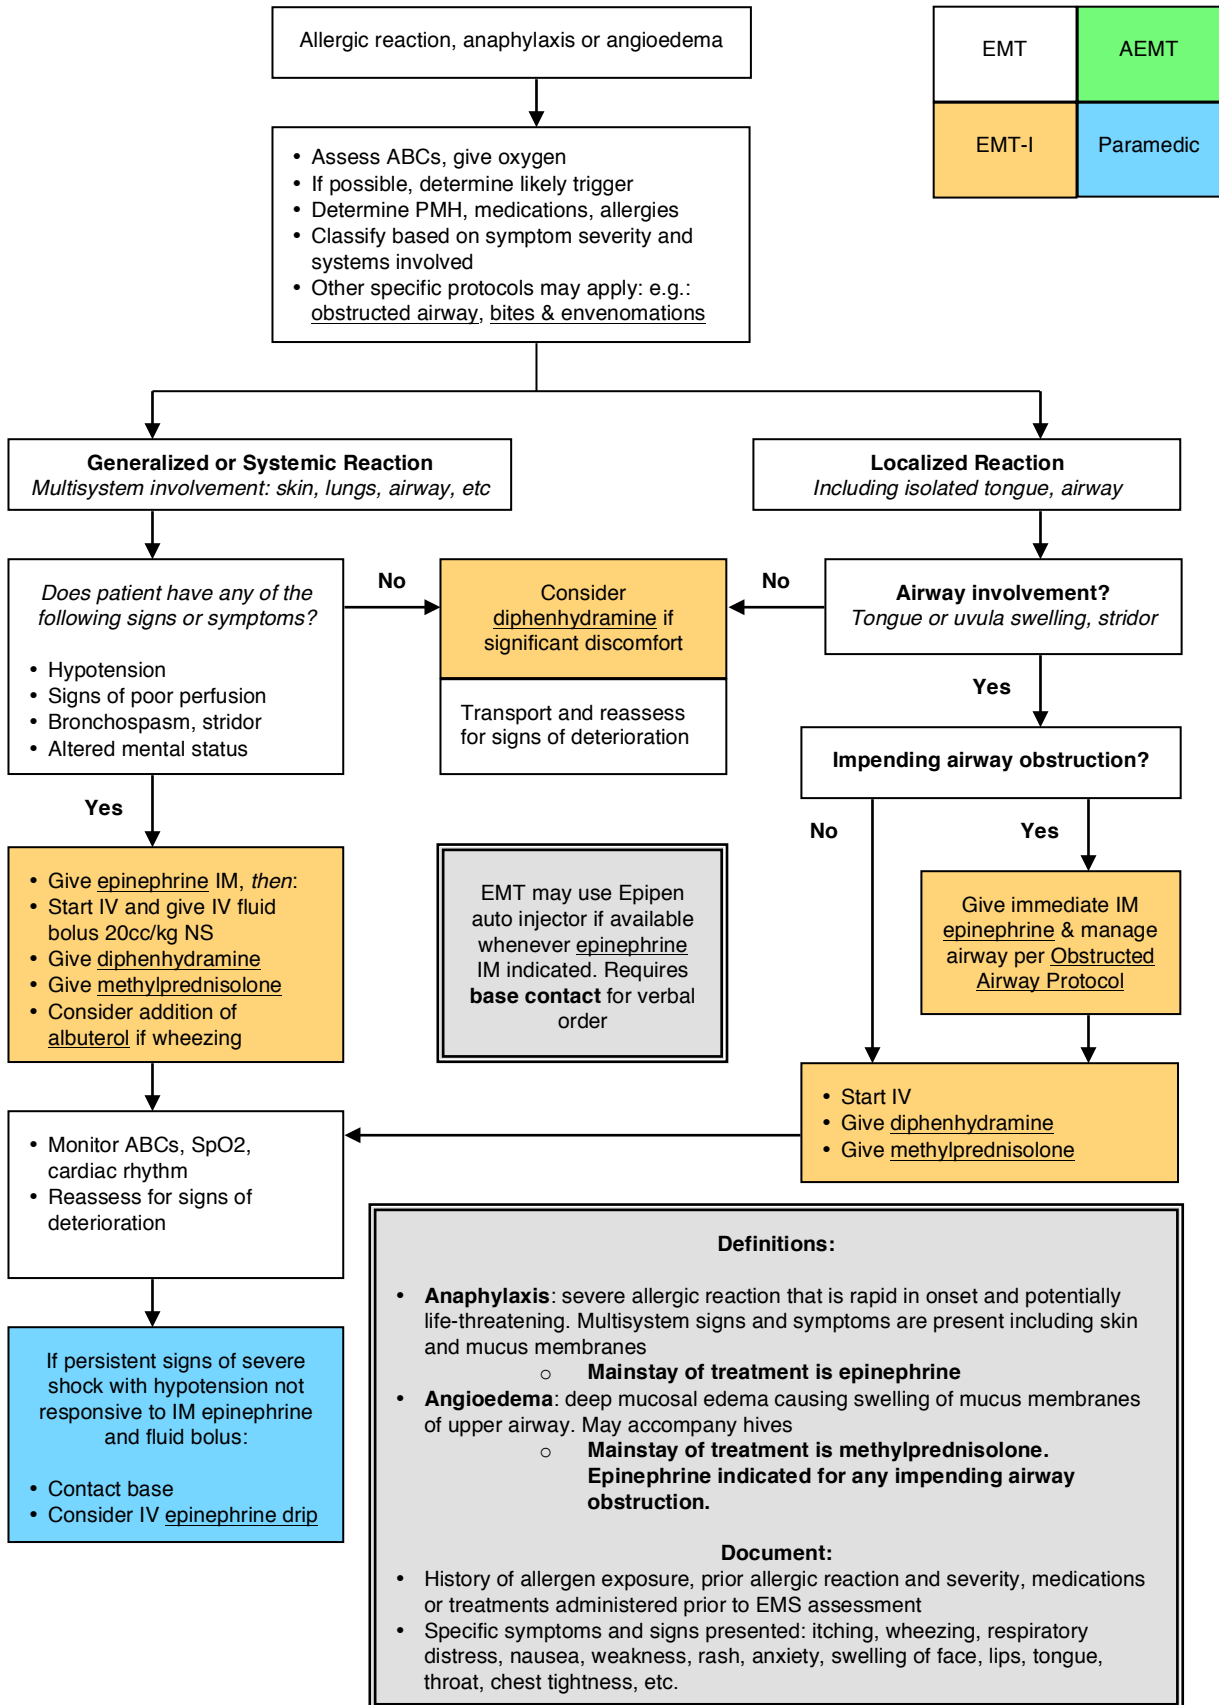 Allergic reaction, anaphylaxis or angioedema
EMT
AEMT
EMT-I
Paramedic
• Assess ABCs, give oxygen
• If possible, determine likely trigger
• Determine PMH, medications, allergies
• Classify based on symptom severity and
systems involved
• Other specific protocols may apply: e.g.:
obstructed airway, bites & envenomations
Generalized or Systemic Reaction
Multisystem involvement: skin, lungs, airway, etc
Localized Reaction
Including isolated tongue, airway
Does patient have any of the
following signs or symptoms?
• Hypotension
• Signs of poor perfusion
• Bronchospasm, stridor
• Altered mental status
No
Consider
diphenhydramine if
significant discomfort
Transport and reassess
for signs of deterioration
No
Airway involvement?
Tongue or uvula swelling, stridor
Yes
Impending airway obstruction?
Yes
No
Yes
• Give epinephrine IM, then:
• Start IV and give IV fluid
bolus 20cc/kg NS
• Give diphenhydramine
• Give methylprednisolone
• Consider addition of
albuterol if wheezing
EMT may use Epipen
auto injector if available
whenever epinephrine
IM indicated. Requires
base contact for verbal
order
Give immediate IM
epinephrine & manage
airway per Obstructed
Airway Protocol
• Start IV
• Give diphenhydramine
• Give methylprednisolone
• Monitor ABCs, SpO2,
cardiac rhythm
• Reassess for signs of
deterioration
If persistent signs of severe
shock with hypotension not
responsive to IM epinephrine
and fluid bolus:
• Contact base
• Consider IV epinephrine drip
Definitions:
• Anaphylaxis: severe allergic reaction that is rapid in onset and potentially
life-threatening. Multisystem signs and symptoms are present including skin
and mucus membranes
o Mainstay of treatment is epinephrine
• Angioedema: deep mucosal edema causing swelling of mucus membranes
of upper airway. May accompany hives
o Mainstay of treatment is methylprednisolone.
Epinephrine indicated for any impending airway
obstruction.
Document:
• History of allergen exposure, prior allergic reaction and severity, medications
or treatments administered prior to EMS assessment
• Specific symptoms and signs presented: itching, wheezing, respiratory
distress, nausea, weakness, rash, anxiety, swelling of face, lips, tongue,
throat, chest tightness, etc.